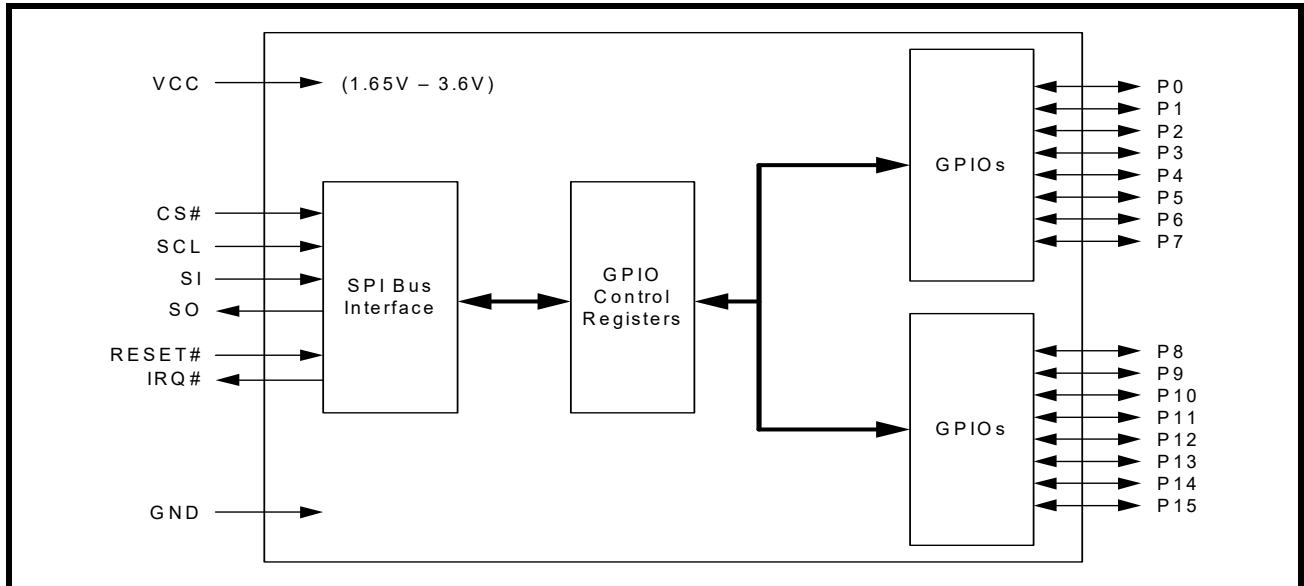 VCC
(1.65V – 3.6V)
CS#
SCL
SI
SO
RESET#
IRQ#
GND
SPI Bus
Interface
GPIO
Control
Registers
GPIOs
P0
P1
P2
P3
P4
P5
P6
P7
GPIOs
P8
P9
P10
P11
P12
P13
P14
P15